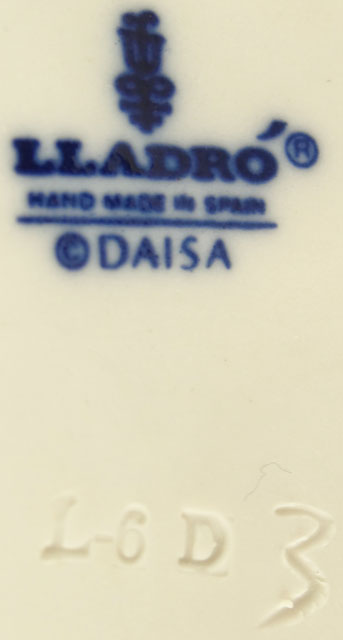 LLADRÓ®
HAND MADE IN SPAIN
©DAISA
L-6 D 3